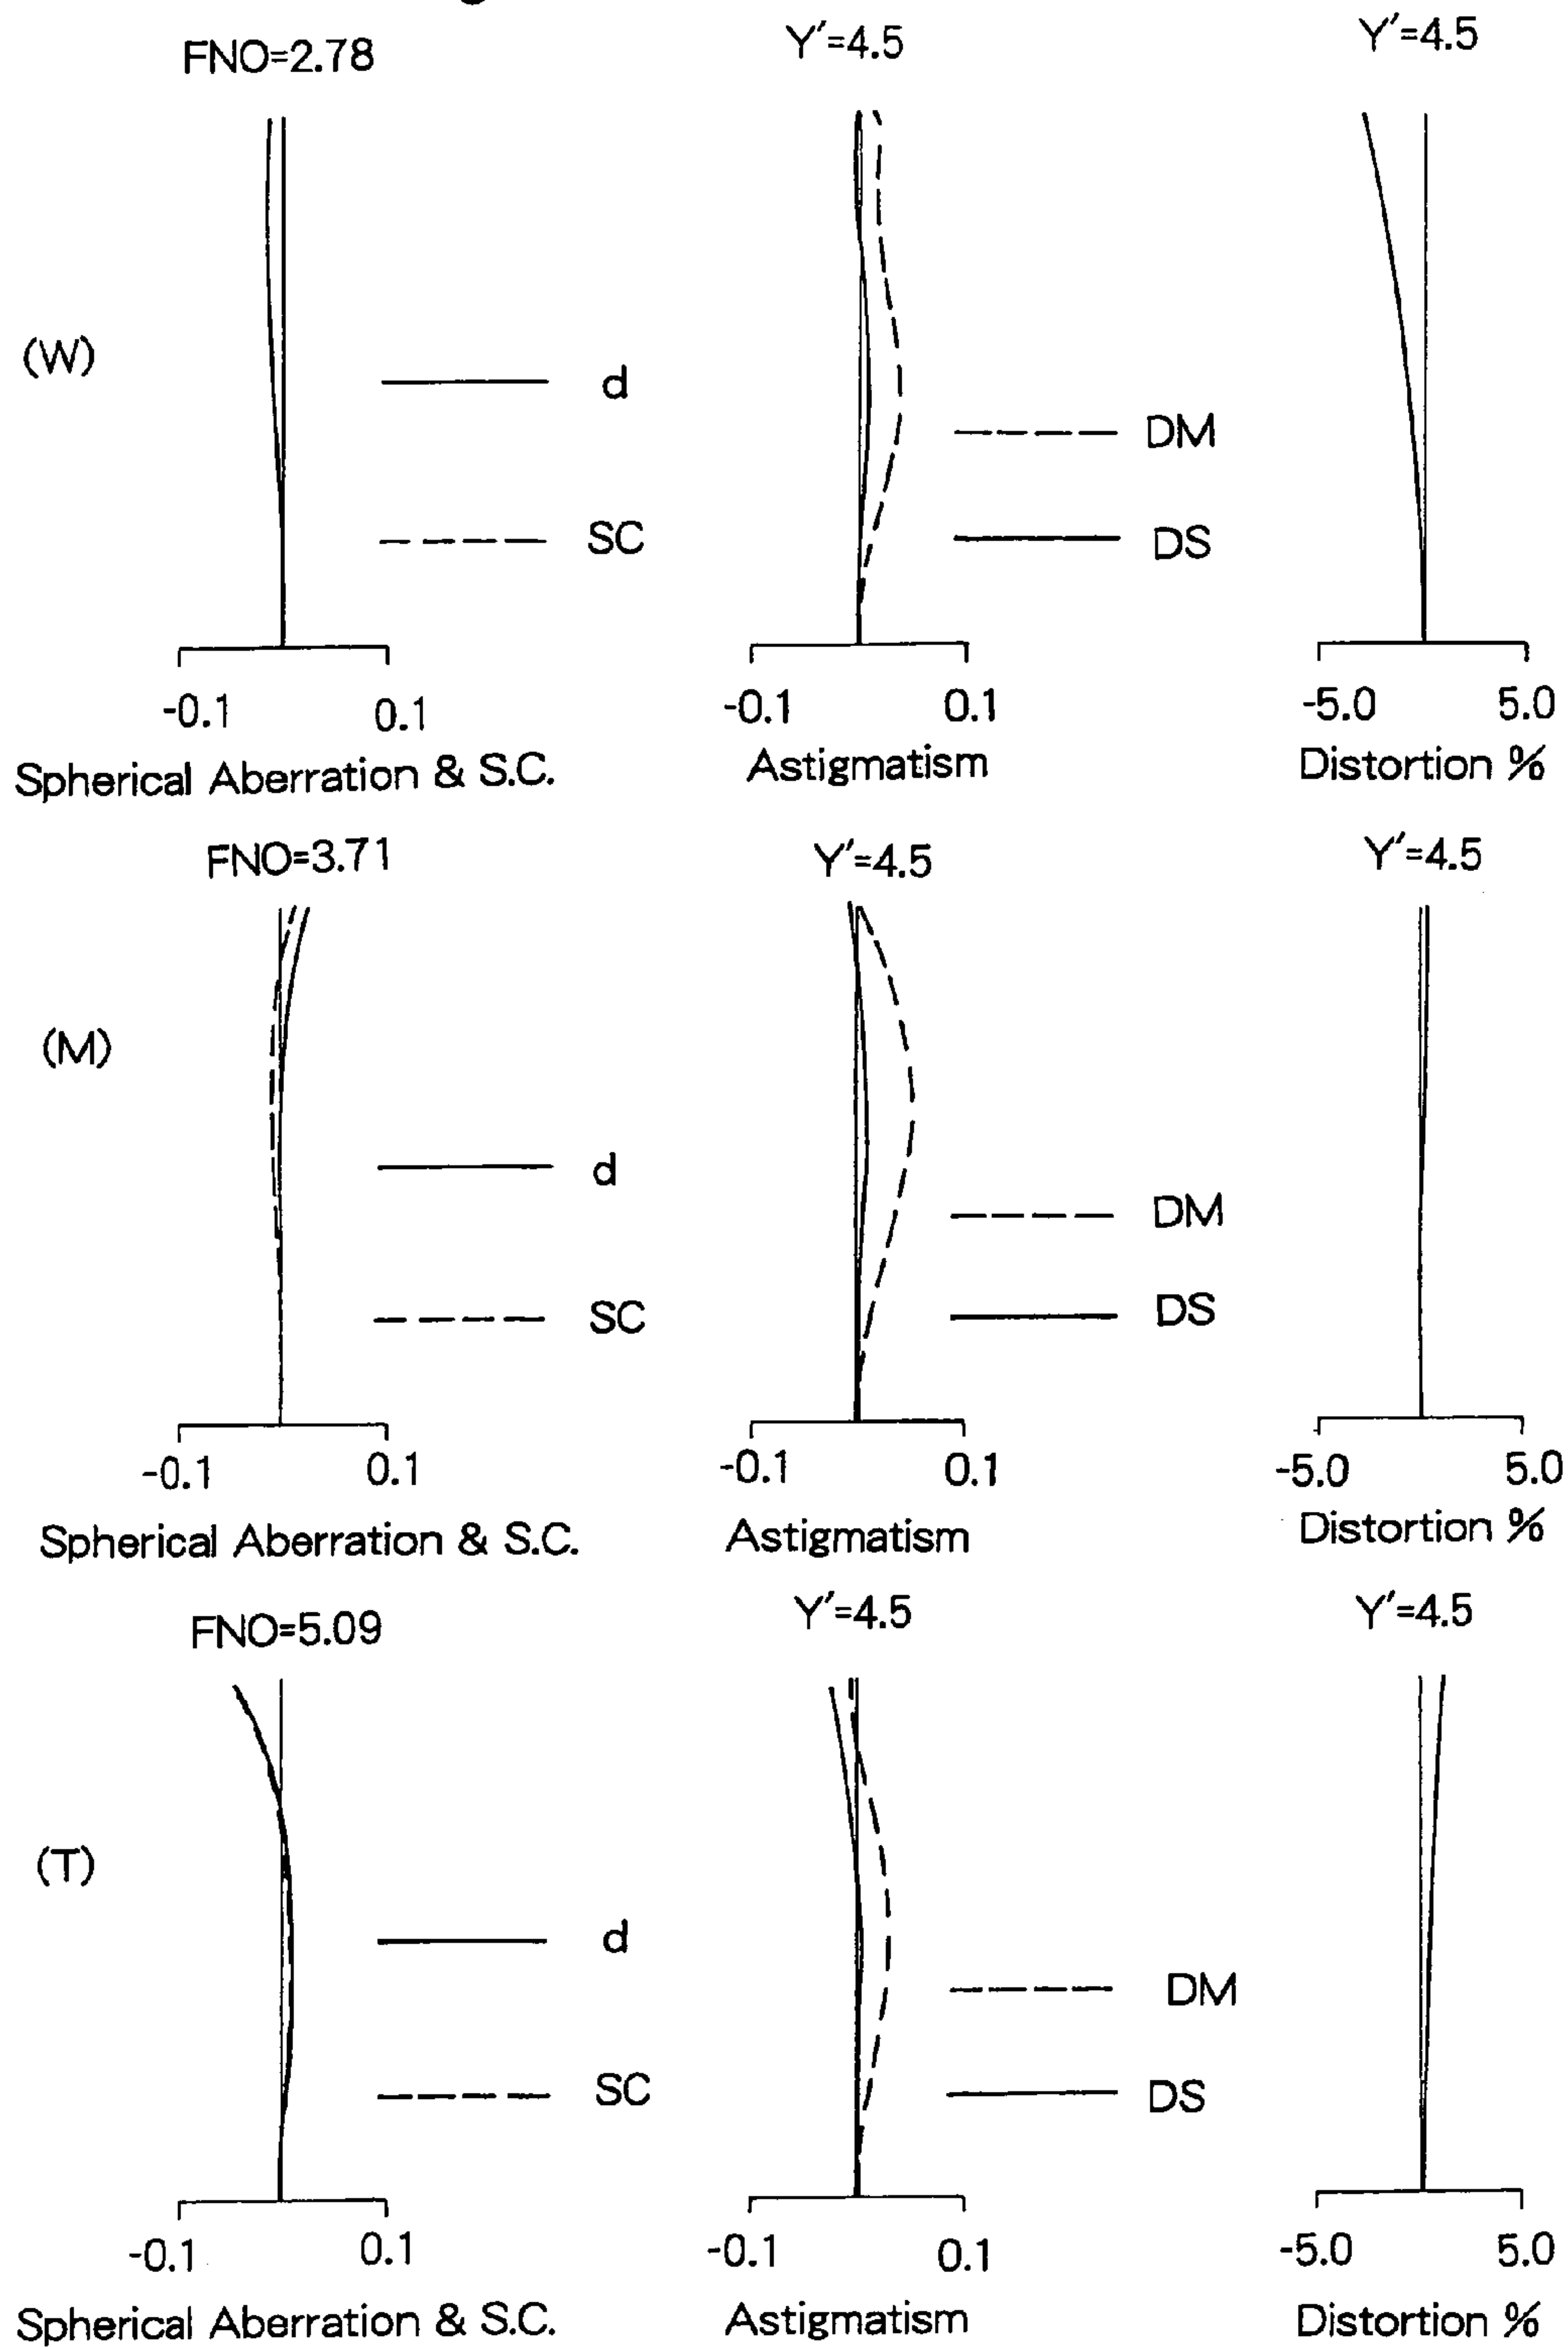 FNO=2.78 Y′=4.5 Y′=4.5
(W)
d
DM
SC
DS
-0.1 0.1 -0.1 0.1 -5.0 5.0
Spherical Aberration & S.C. Astigmatism Distortion %
FNO=3.71 Y′=4.5 Y′=4.5
(M)
d
DM
SC
DS
-0.1 0.1 -0.1 0.1 -5.0 5.0
Spherical Aberration & S.C. Astigmatism Distortion %
FNO=5.09 Y′=4.5 Y′=4.5
(T)
d
DM
SC
DS
-0.1 0.1 -0.1 0.1 -5.0 5.0
Spherical Aberration & S.C. Astigmatism Distortion %